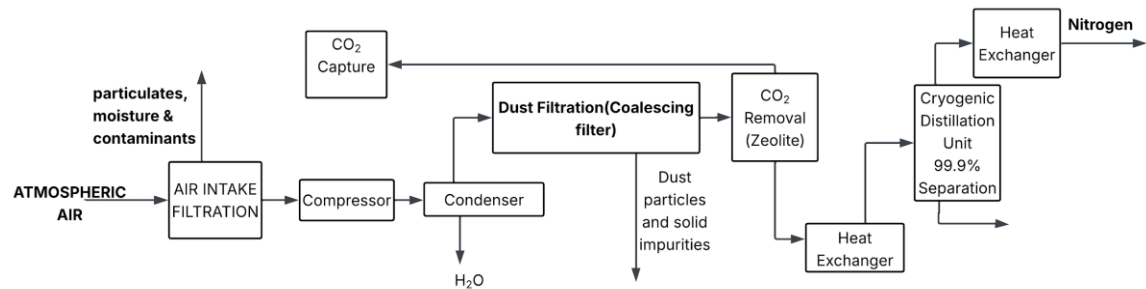 ATMOSPHERIC
AIR
particulates,
moisture &
contaminants
AIR INTAKE
FILTRATION
Compressor
Condenser
H₂O
CO₂
Capture
Dust Filtration(Coalescing
filter)
Dust
particles
and solid
impurities
CO₂
Removal
(Zeolite)
Heat
Exchanger
Cryogenic
Distillation
Unit
99.9%
Separation
Heat
Exchanger
Nitrogen